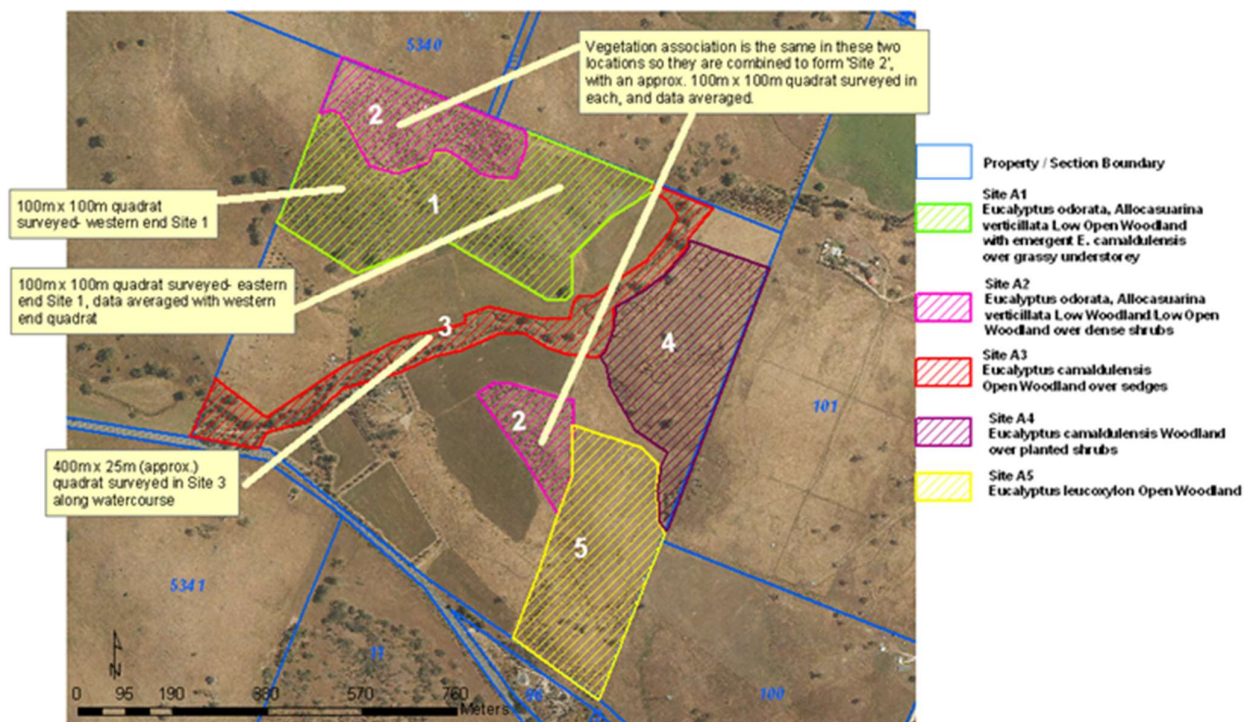 5340
Vegetation association is the same in these two
locations so they are combined to form 'Site 2',
with an approx. 100m x 100m quadrat surveyed in
each, and data averaged.
2
Property / Section Boundary
100m x 100m quadrat
surveyed- western end Site 1
1
Site A1
Eucalyptus odorata, Allocasuarina
verticillata Low Open Woodland
with emergent E. camaldulensis
over grassy understorey
100m x 100m quadrat surveyed- eastern
end Site 1, data averaged with western
end quadrat
Site A2
Eucalyptus odorata, Allocasuarina
verticillata Low Woodland/Low Open
Woodland over dense shrubs
3
4
Site A3
Eucalyptus camaldulensis
Open Woodland over sedges
2
101
Site A4
Eucalyptus camaldulensis Woodland
over planted shrubs
400m x 25m (approx.)
quadrat surveyed in Site 3
along watercourse
Site A5
Eucalyptus leucoxylon Open Woodland
5
5341
11
N
0 95 190 380 570 760
Meters
96
100